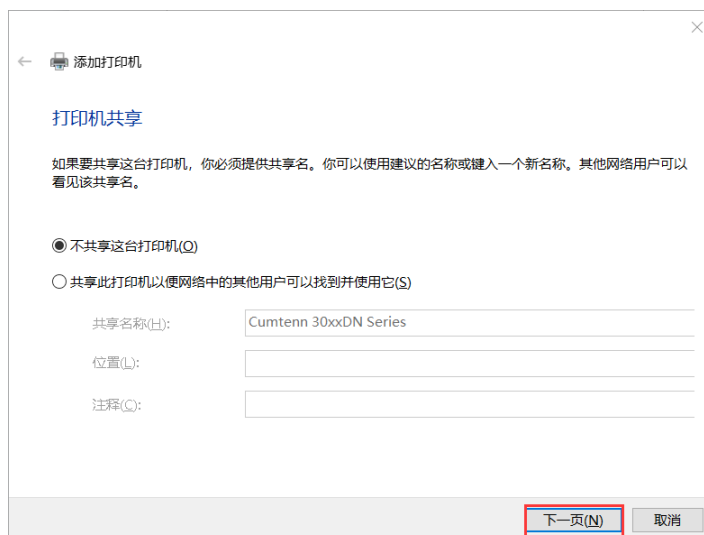 添加打印机
打印机共享
如果要共享这台打印机，你必须提供共享名。你可以使用建议的名称或键入一个新名称。其他网络用户可以
看见该共享名。
不共享这台打印机(O)
共享此打印机以便网络中的其他用户可以找到并使用它(S)
共享名称(H): Cumtenn 30xxDN Series
位置(L):
注释(C):
下一页(N) 取消